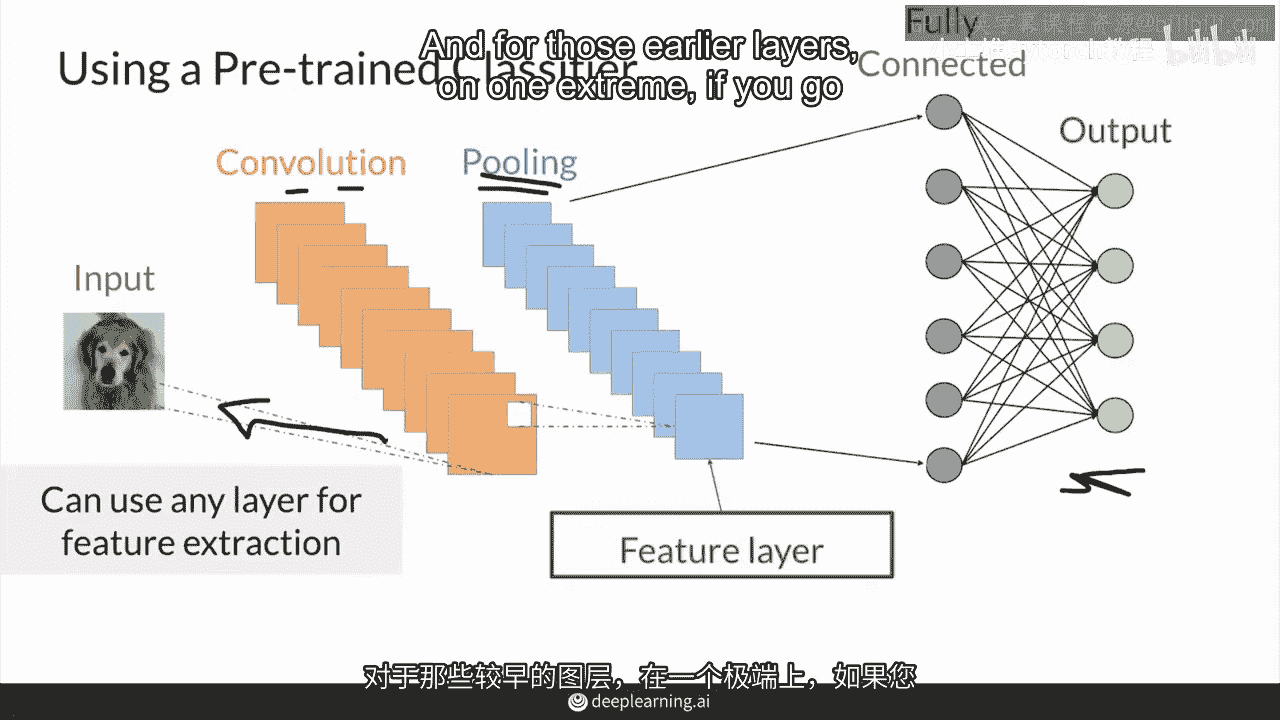 Using a Pre-trained Classifier
And for those earlier layers,
on one extreme, if you go
Fully
Connected
Output
Convolution
Pooling
Input
Can use any layer for
feature extraction
Feature layer
对于那些较早的图层，在一个极端上，如果您
deeplearning.ai